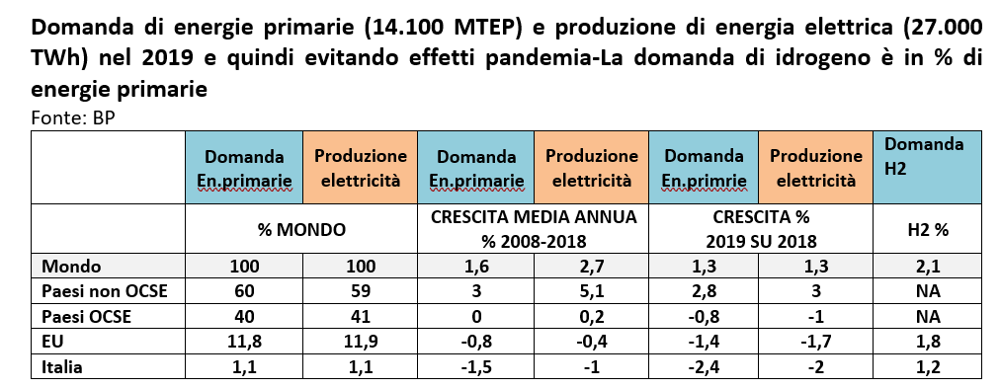 Domanda di energie primarie (14.100 MTEP) e produzione di energia elettrica (27.000
TWh) nel 2019 e quindi evitando effetti pandemia-La domanda di idrogeno è in % di
energie primarie
Fonte: BP
Domanda En.primarie Produzione elettricità Domanda En.primarie Produzione elettricità Domanda En.primrie Produzione elettricità Domanda H2
% MONDO CRESCITA MEDIA ANNUA % 2008-2018 CRESCITA % 2019 SU 2018 H2 %
Mondo 100 100 1,6 2,7 1,3 1,3 2,1
Paesi non OCSE 60 59 3 5,1 2,8 3 NA
Paesi OCSE 40 41 0 0,2 -0,8 -1 NA
EU 11,8 11,9 -0,8 -0,4 -1,4 -1,7 1,8
Italia 1,1 1,1 -1,5 -1 -2,4 -2 1,2